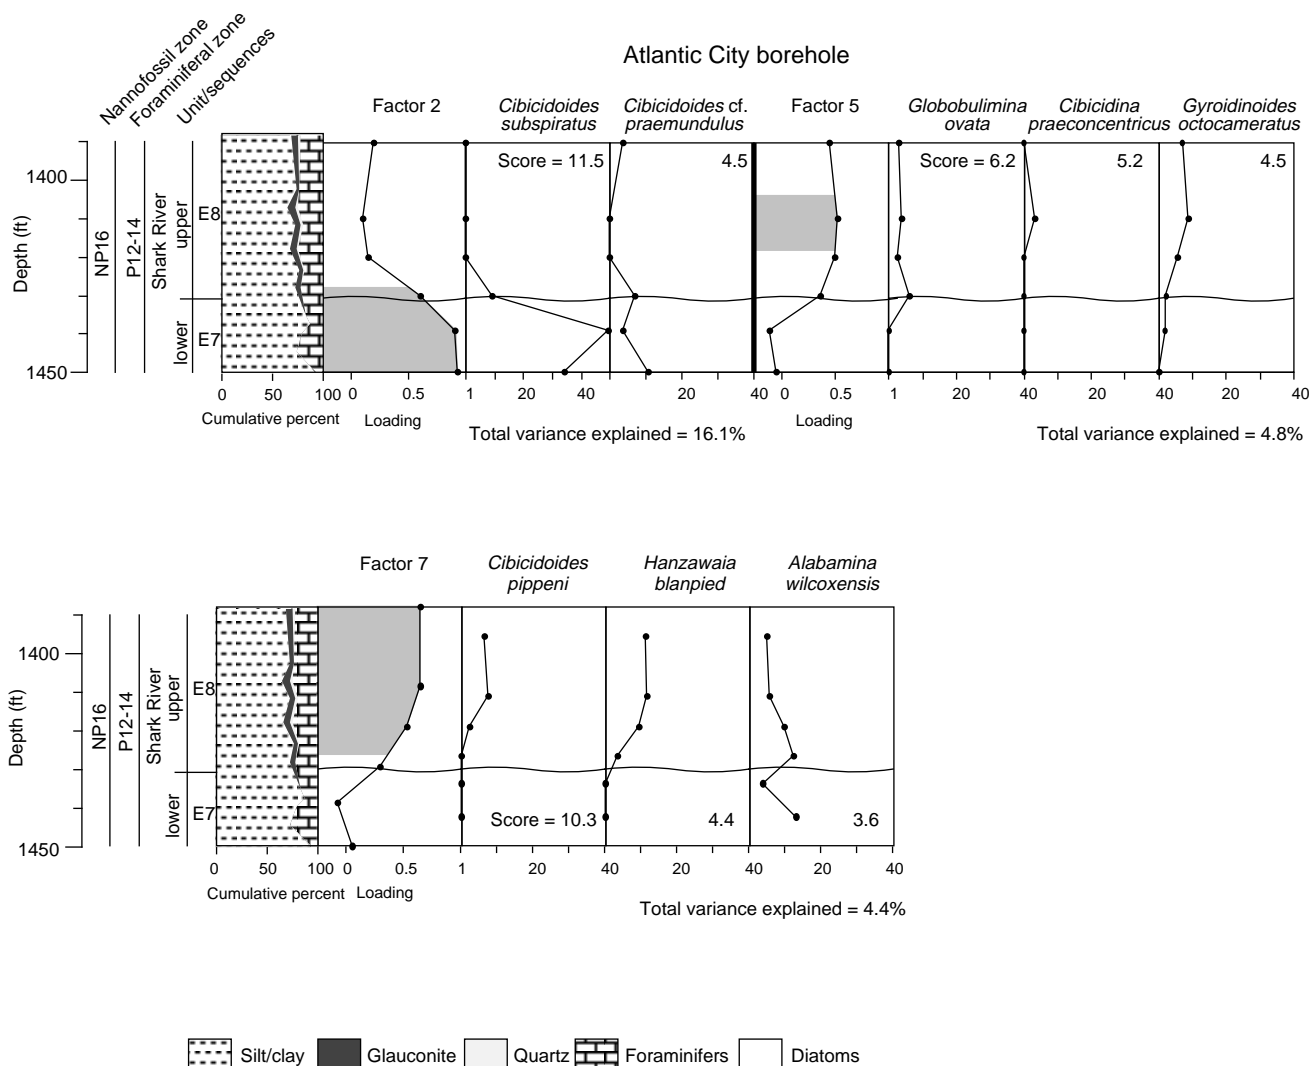 Nannofossil zone
Foraminiferal zone
Unit/sequences
Atlantic City borehole
Factor 2
Cibicidoides
subspiratus
Cibicidoides cf.
praemundulus
Factor 5
Globobulimina
ovata
Cibicidina
praeconcentricus
Gyroidinoides
octocameratus
Score = 11.5
4.5
Score = 6.2
5.2
4.5
Depth (ft)
1400
1450
NP16
P12-14
Shark River
upper
lower
E8
E7
0 50 100 0 0.5 1 20 20 40 0 0.5 1 20 40 20 40 20 40
Cumulative percent
Loading
Loading
Total variance explained = 16.1%
Total variance explained = 4.8%
Factor 7
Cibicidoides
pippeni
Hanzawaia
blanpied
Alabamina
wilcoxensis
Depth (ft)
1400
1450
NP16
P12-14
Shark River
upper
lower
E8
E7
Score = 10.3
4.4
3.6
0 50 100 0 0.5 1 20 40 20 40 20 40
Cumulative percent
Loading
Total variance explained = 4.4%
Silt/clay
Glauconite
Quartz
Foraminifers
Diatoms